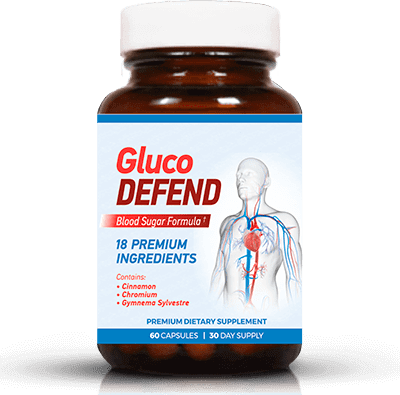 Gluco
DEFEND
Blood Sugar Formula†
18 PREMIUM
INGREDIENTS
Contains:
• Cinnamon
• Chromium
• Gymnema Sylvestre
PREMIUM DIETARY SUPPLEMENT
60 CAPSULES | 30 DAY SUPPLY